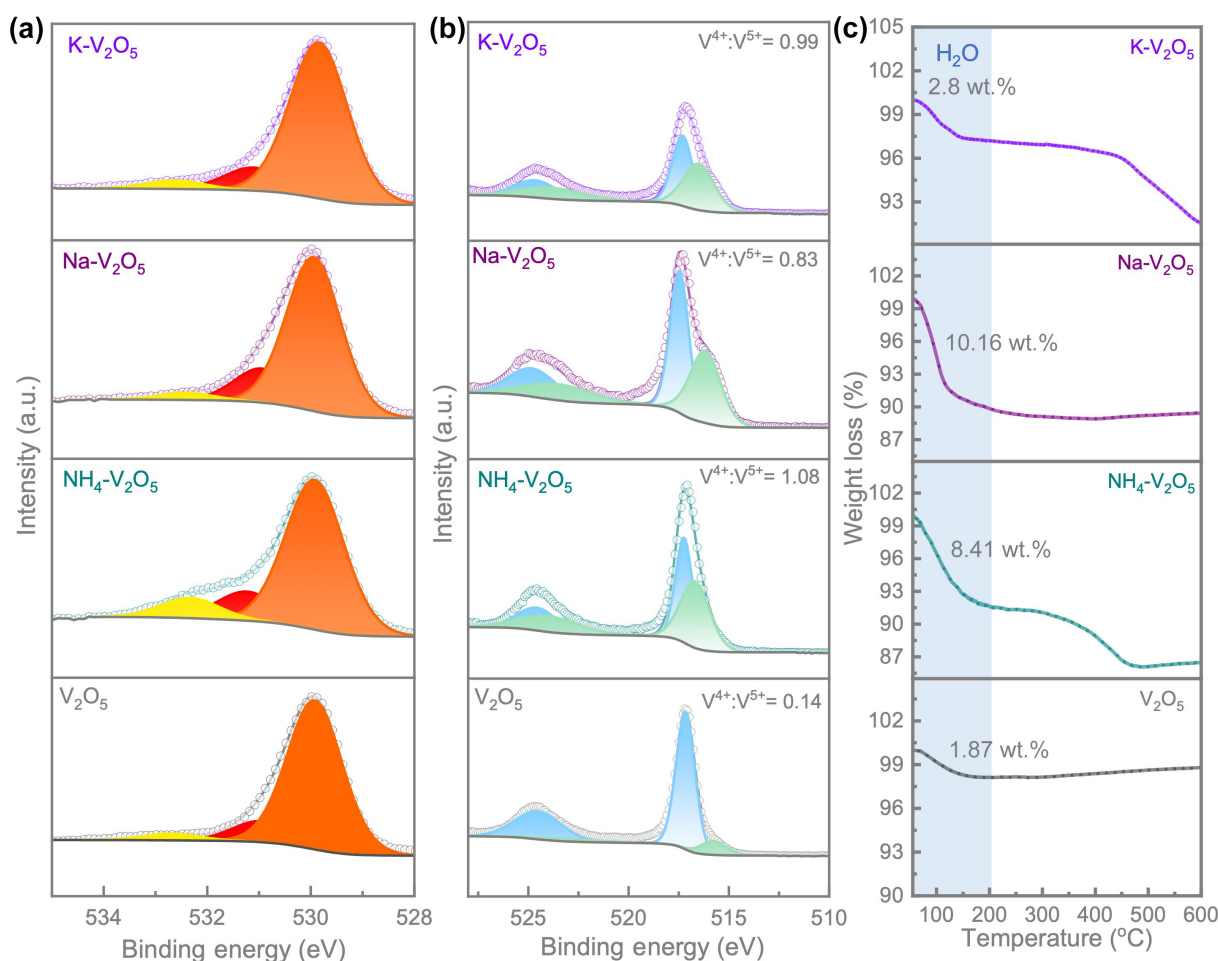 (a)
K-V₂O₅
Na-V₂O₅
NH₄-V₂O₅
V₂O₅
Intensity (a.u.)
534 532 530 528
Binding energy (eV)
(b)
K-V₂O₅ V⁴⁺:V⁵⁺= 0.99
Na-V₂O₅ V⁴⁺:V⁵⁺= 0.83
NH₄-V₂O₅ V⁴⁺:V⁵⁺= 1.08
V₂O₅ V⁴⁺:V⁵⁺= 0.14
Intensity (a.u.)
525 520 515 510
Binding energy (eV)
(c)
105
102
99
96
93
H₂O
K-V₂O₅
2.8 wt.%
102
99
96
93
90
87
Na-V₂O₅
10.16 wt.%
102
99
96
93
90
87
NH₄-V₂O₅
8.41 wt.%
102
99
96
93
90
V₂O₅
1.87 wt.%
Weight loss (%)
100 200 300 400 500 600
Temperature (°C)